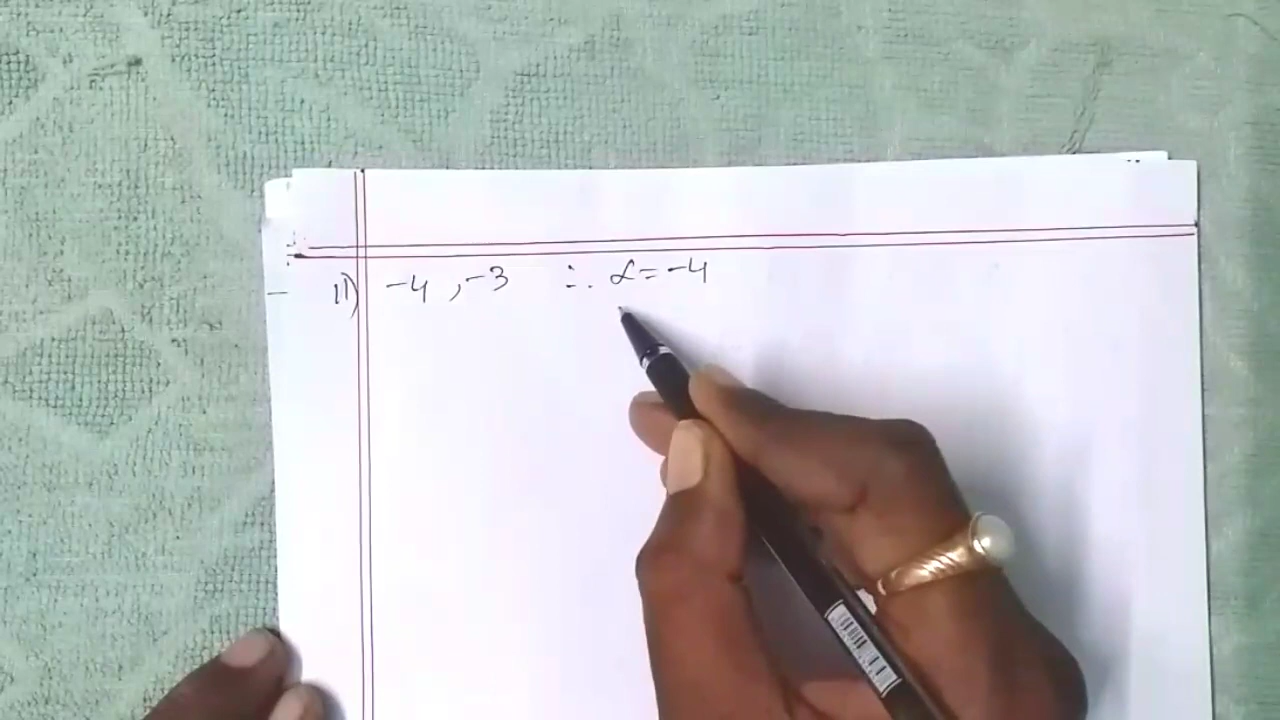 11) -4, -3 ∴ α = -4